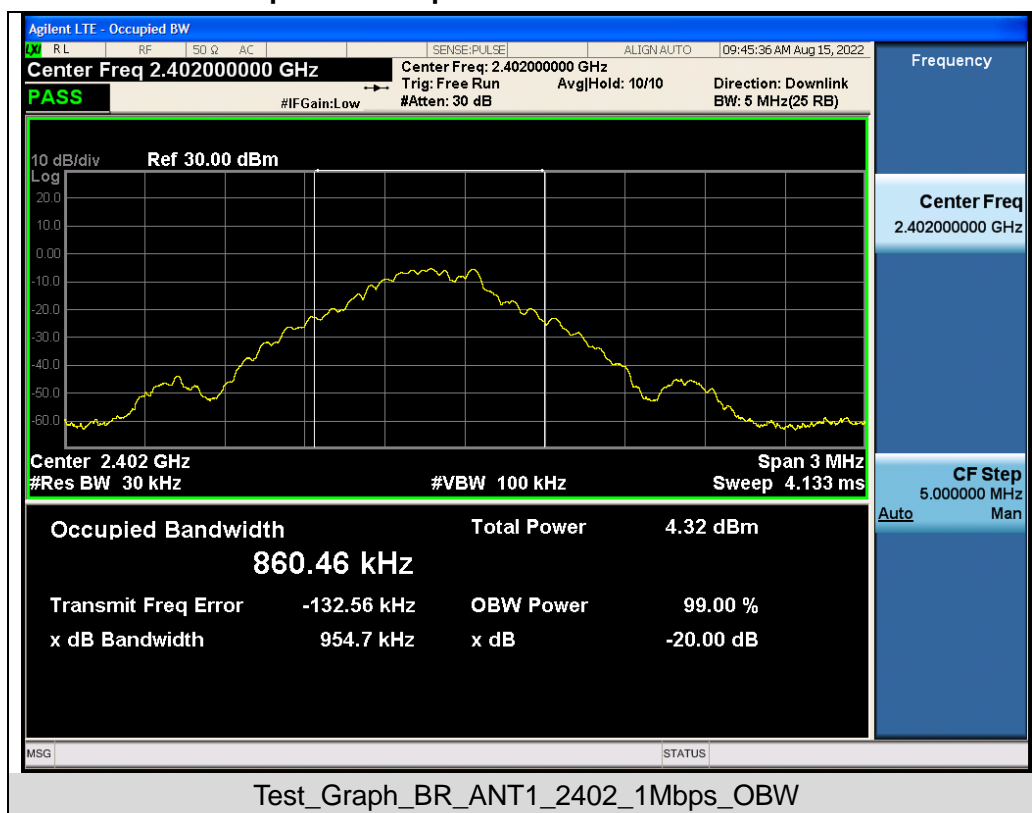 Agilent LTE - Occupied BW
LXI RL RF 50 Ω AC SENSE:PULSE ALIGN AUTO 09:45:36 AM Aug 15, 2022
Center Freq 2.402000000 GHz
PASS
#IFGain:Low
Center Freq: 2.402000000 GHz
Trig: Free Run Avg|Hold: 10/10
#Atten: 30 dB
Direction: Downlink
BW: 5 MHz(25 RB)
10 dB/div Ref 30.00 dBm
Log
20.0
10.0
0.00
-10.0
-20.0
-30.0
-40.0
-50.0
-60.0
Center 2.402 GHz Span 3 MHz
#Res BW 30 kHz #VBW 100 kHz Sweep 4.133 ms
Occupied Bandwidth Total Power 4.32 dBm
860.46 kHz
Transmit Freq Error -132.56 kHz OBW Power 99.00 %
x dB Bandwidth 954.7 kHz x dB -20.00 dB
Frequency
Center Freq
2.402000000 GHz
CF Step
5.000000 MHz
Auto Man
MSG STATUS
Test_Graph_BR_ANT1_2402_1Mbps_OBW